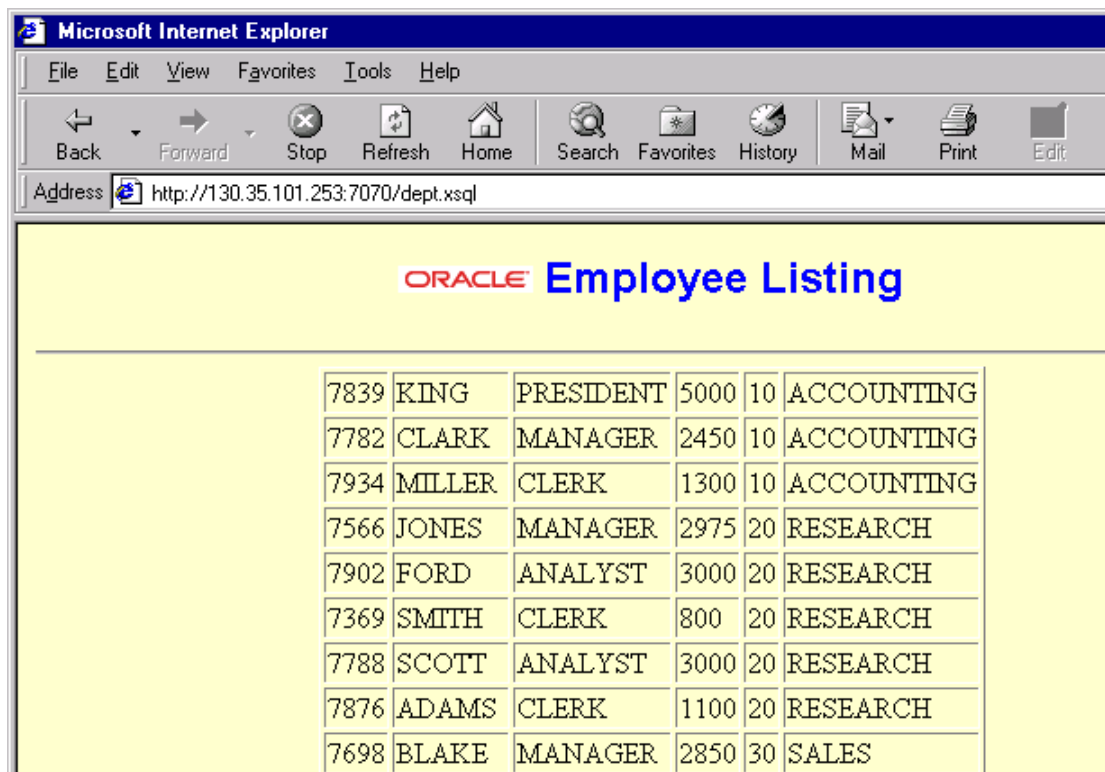 Microsoft Internet Explorer
File Edit View Favorites Tools Help
Back Forward Stop Refresh Home Search Favorites History Mail Print Edit
Address http://130.35.101.253:7070/dept.xsql
ORACLE Employee Listing
7839 KING PRESIDENT 5000 10 ACCOUNTING
7782 CLARK MANAGER 2450 10 ACCOUNTING
7934 MILLER CLERK 1300 10 ACCOUNTING
7566 JONES MANAGER 2975 20 RESEARCH
7902 FORD ANALYST 3000 20 RESEARCH
7369 SMITH CLERK 800 20 RESEARCH
7788 SCOTT ANALYST 3000 20 RESEARCH
7876 ADAMS CLERK 1100 20 RESEARCH
7698 BLAKE MANAGER 2850 30 SALES